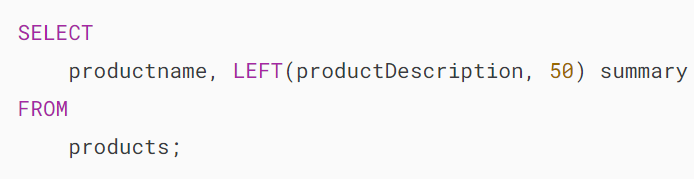 SELECT
    productname, LEFT(productDescription, 50) summary
FROM
    products;